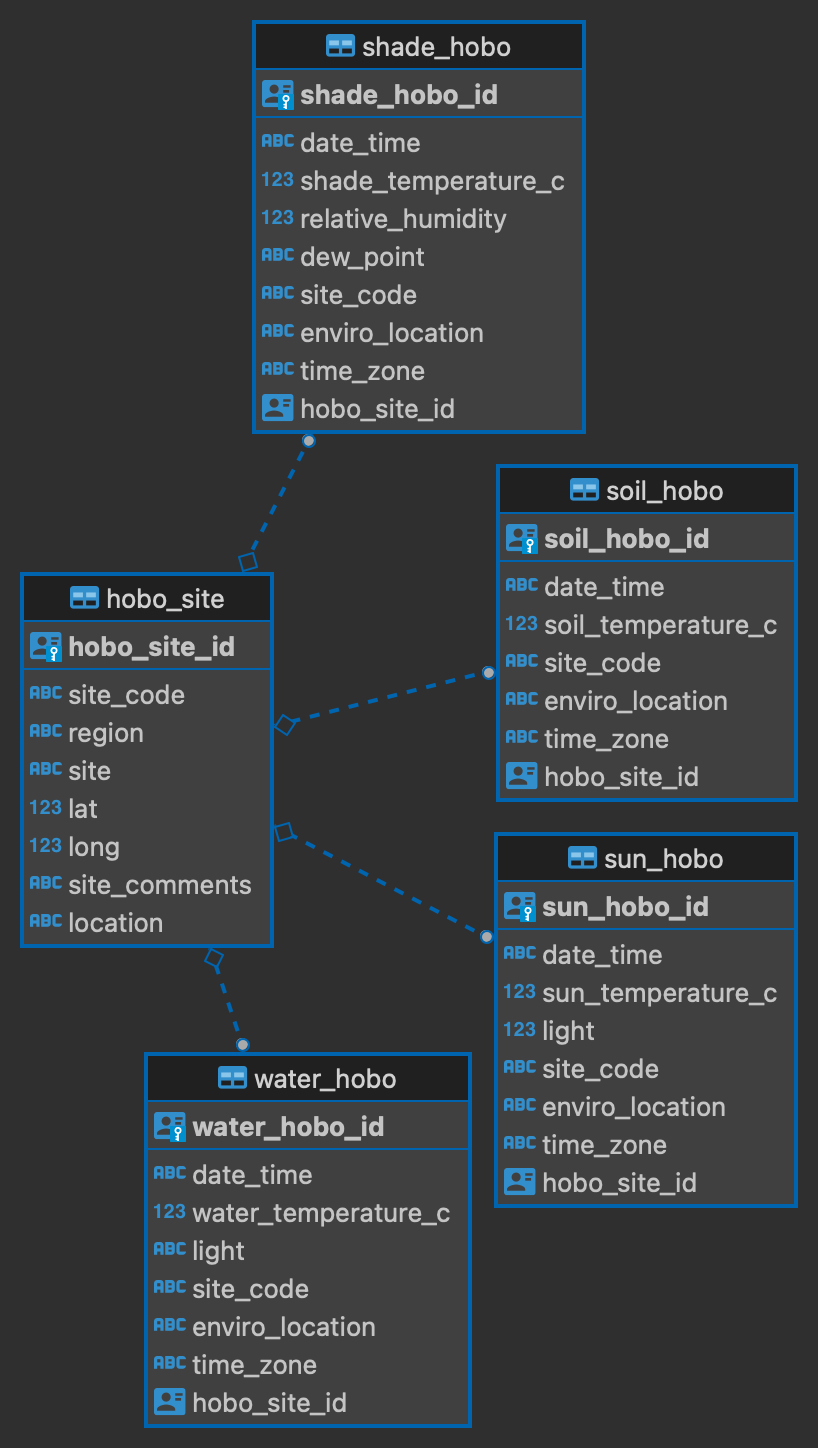 shade_hobo
shade_hobo_id
ABC date_time
123 shade_temperature_c
123 relative_humidity
ABC dew_point
ABC site_code
ABC enviro_location
ABC time_zone
hobo_site_id
soil_hobo
soil_hobo_id
ABC date_time
123 soil_temperature_c
ABC site_code
ABC enviro_location
ABC time_zone
hobo_site_id
hobo_site
hobo_site_id
ABC site_code
ABC region
ABC site
123 lat
123 long
ABC site_comments
ABC location
sun_hobo
sun_hobo_id
ABC date_time
123 sun_temperature_c
123 light
ABC site_code
ABC enviro_location
ABC time_zone
hobo_site_id
water_hobo
water_hobo_id
ABC date_time
123 water_temperature_c
ABC light
ABC site_code
ABC enviro_location
ABC time_zone
hobo_site_id